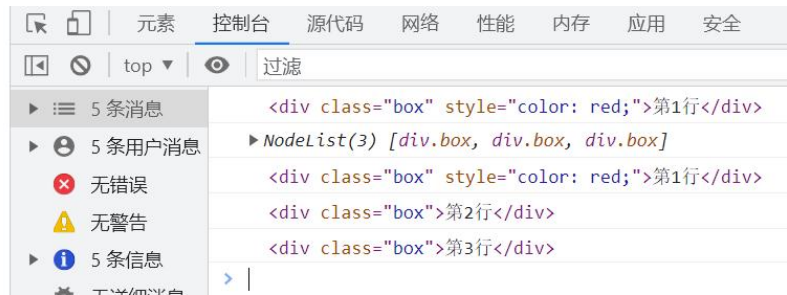 元素 控制台 源代码 网络 性能 内存 应用 安全
top ▼ 过滤
5 条消息
5 条用户消息
无错误
无警告
5 条信息
<div class="box" style="color: red;">第1行</div>
NodeList(3) [div.box, div.box, div.box]
<div class="box" style="color: red;">第1行</div>
<div class="box">第2行</div>
<div class="box">第3行</div>
>